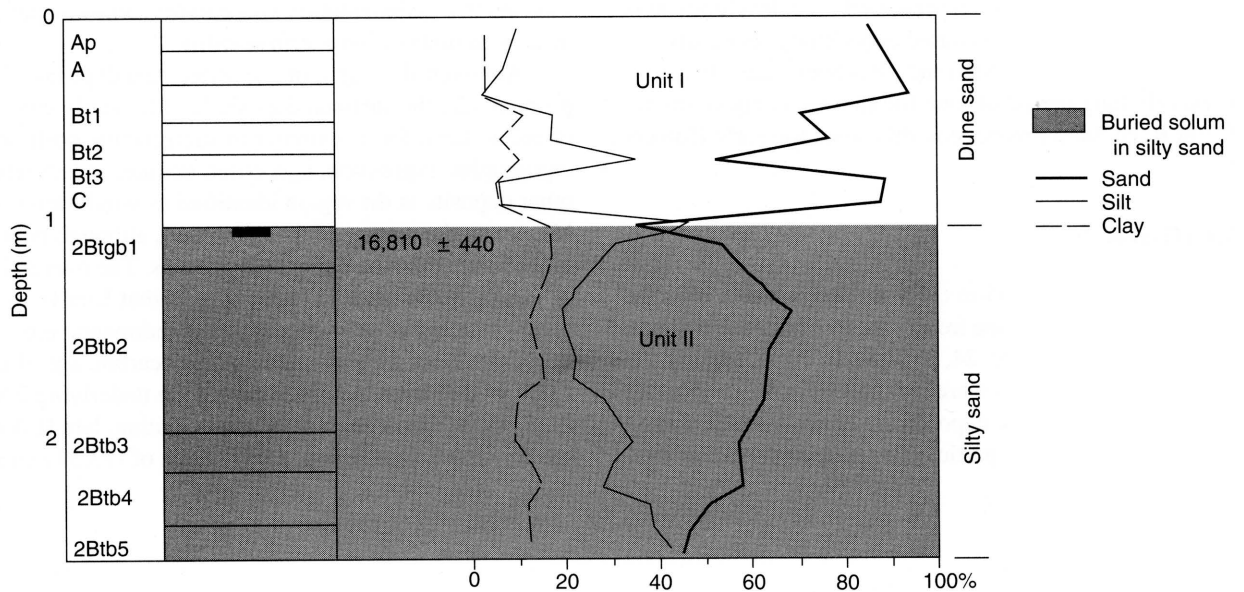 0
Ap
A
Bt1
Bt2
Bt3
C
1
2Btgb1
2Btb2
2
2Btb3
2Btb4
2Btb5
Depth (m)
16,810 ± 440
Unit I
Unit II
Dune sand
Silty sand
Buried solum
in silty sand
Sand
Silt
Clay
0 20 40 60 80 100%